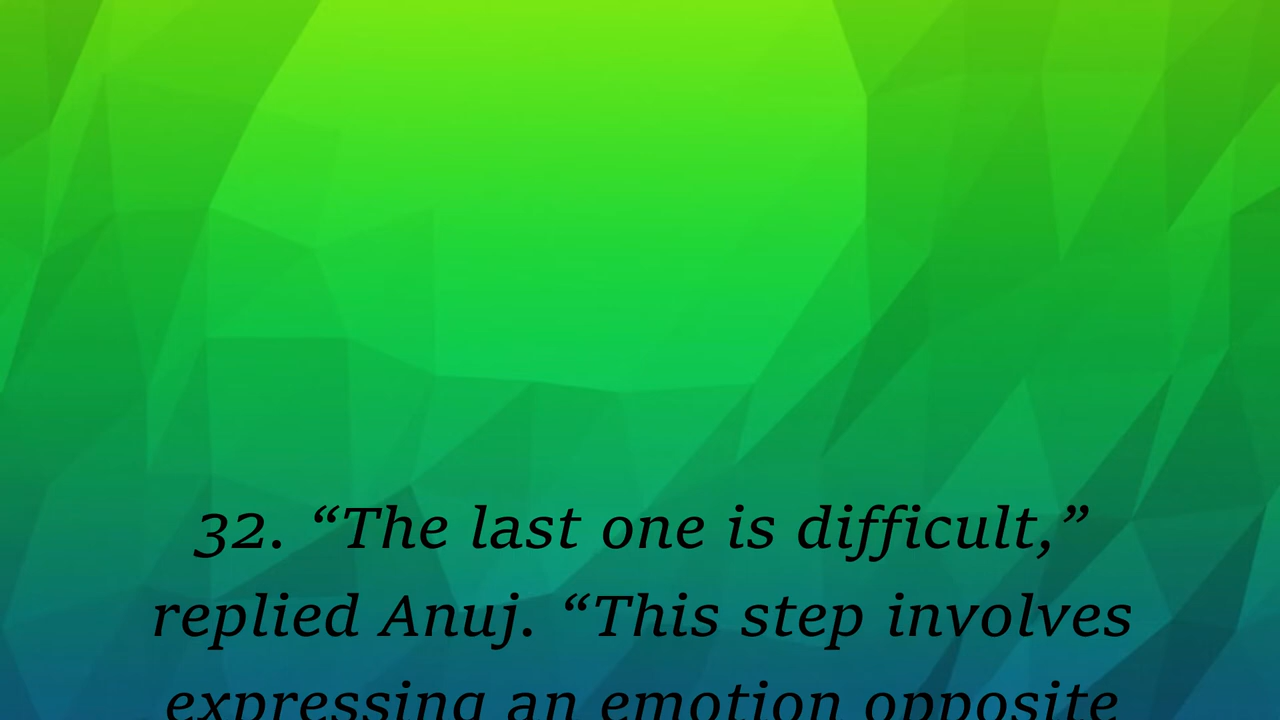 32. “The last one is difficult,”
replied Anuj. “This step involves
expressing an emotion opposite